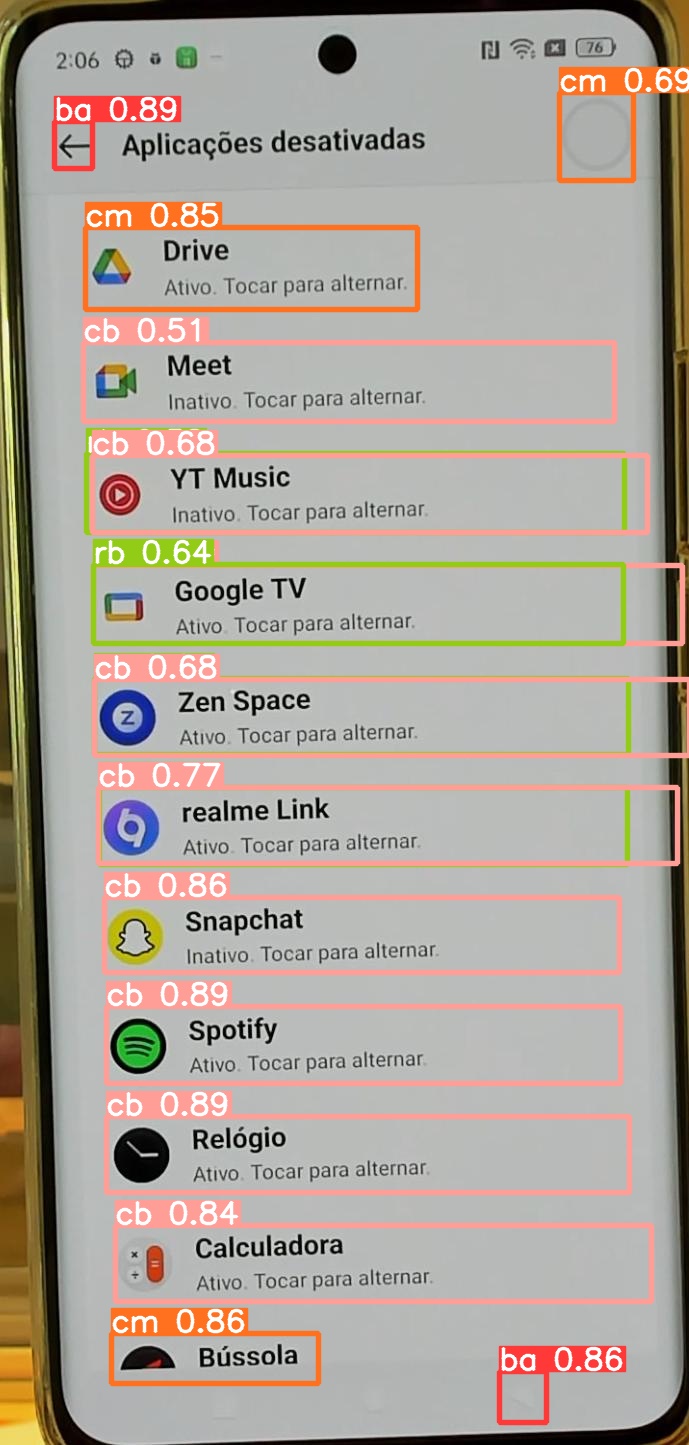 2:06
76
cm 0.69
ba 0.89
Aplicações desativadas
cm 0.85
Drive
Ativo. Tocar para alternar.
cb 0.51
Meet
Inativo. Tocar para alternar.
cb 0.68
YT Music
Inativo. Tocar para alternar.
rb 0.64
Google TV
Ativo. Tocar para alternar.
cb 0.68
Zen Space
Ativo. Tocar para alternar.
cb 0.77
realme Link
Ativo. Tocar para alternar.
cb 0.86
Snapchat
Inativo. Tocar para alternar.
cb 0.89
Spotify
Ativo. Tocar para alternar.
cb 0.89
Relógio
Ativo. Tocar para alternar.
cb 0.84
Calculadora
Ativo. Tocar para alternar.
cm 0.86
Bússola
ba 0.86